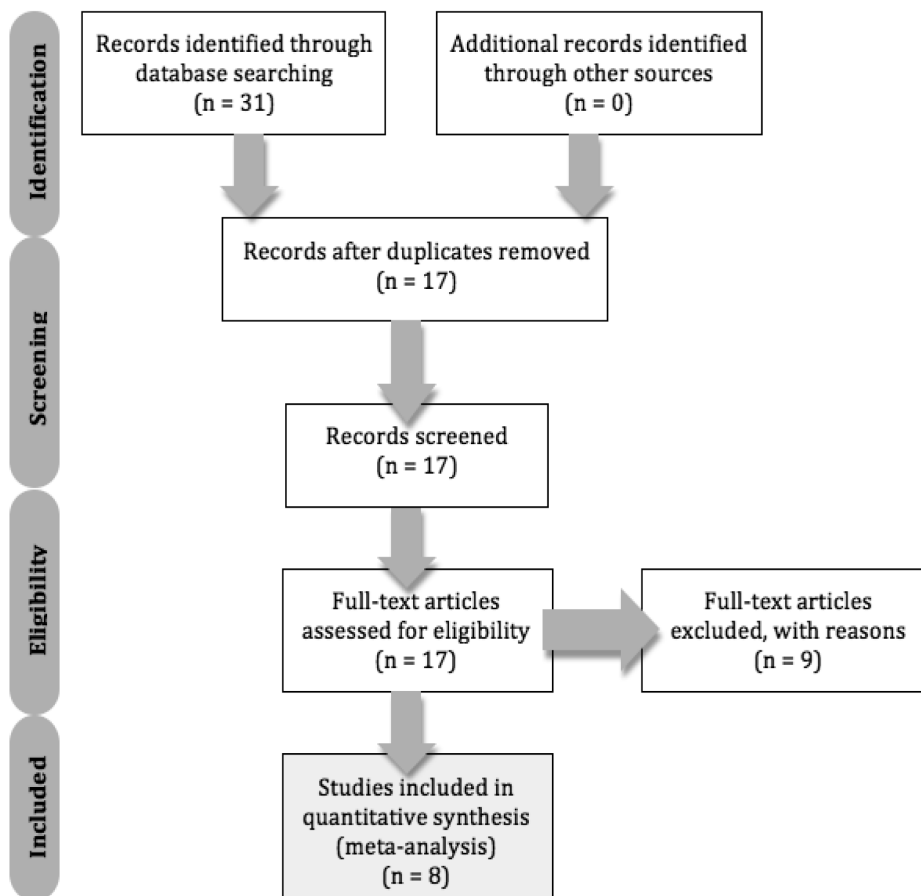 Identification
Records identified through
database searching
(n = 31)
Additional records identified
through other sources
(n = 0)
Screening
Records after duplicates removed
(n = 17)
Records screened
(n = 17)
Eligibility
Full-text articles
assessed for eligibility
(n = 17)
Full-text articles
excluded, with reasons
(n = 9)
Included
Studies included in
quantitative synthesis
(meta-analysis)
(n = 8)